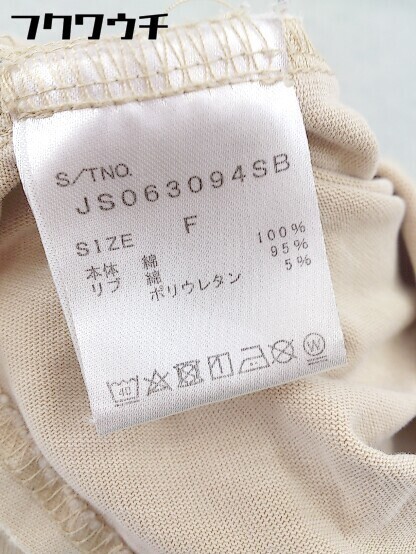 フクワウチ
S/TNO.
JS063094SB
SIZE F
本体 綿 100%
リブ 綿 95%
ポリウレタン 5%
40 W